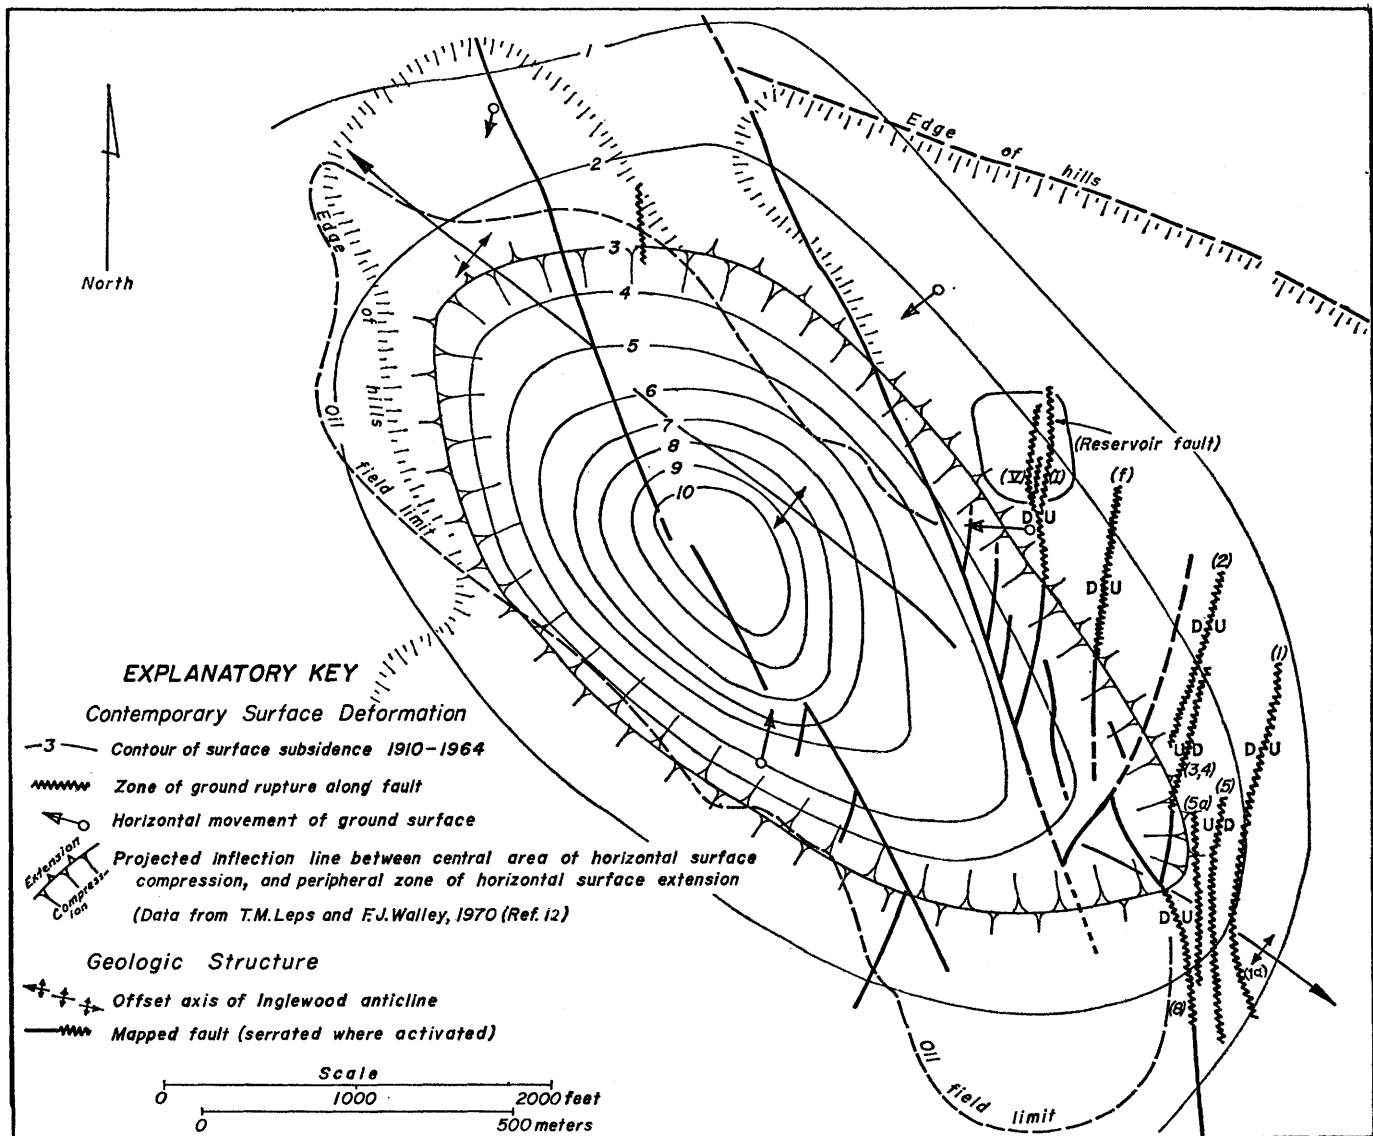 1
Edge
of
hills
2
Edge
of
hills
North
3
4
5
6
7
8
9
10
Oil
field
limit
(Reservoir fault)
(V)
(I)
D U
(f)
D U
(2)
D U
(1)
D U
U D
(3,4)
(5a)
(5)
U D
D U
(1a)
(8)
Oil
field
limit
EXPLANATORY KEY
Contemporary Surface Deformation
—3— Contour of surface subsidence 1910-1964
Zone of ground rupture along fault
Horizontal movement of ground surface
Extension
Compress-
ion
Projected inflection line between central area of horizontal surface
compression, and peripheral zone of horizontal surface extension
(Data from T.M. Leps and F.J. Walley, 1970 (Ref. 12)
Geologic Structure
Offset axis of Inglewood anticline
Mapped fault (serrated where activated)
Scale
0 1000 2000 feet
0 500 meters